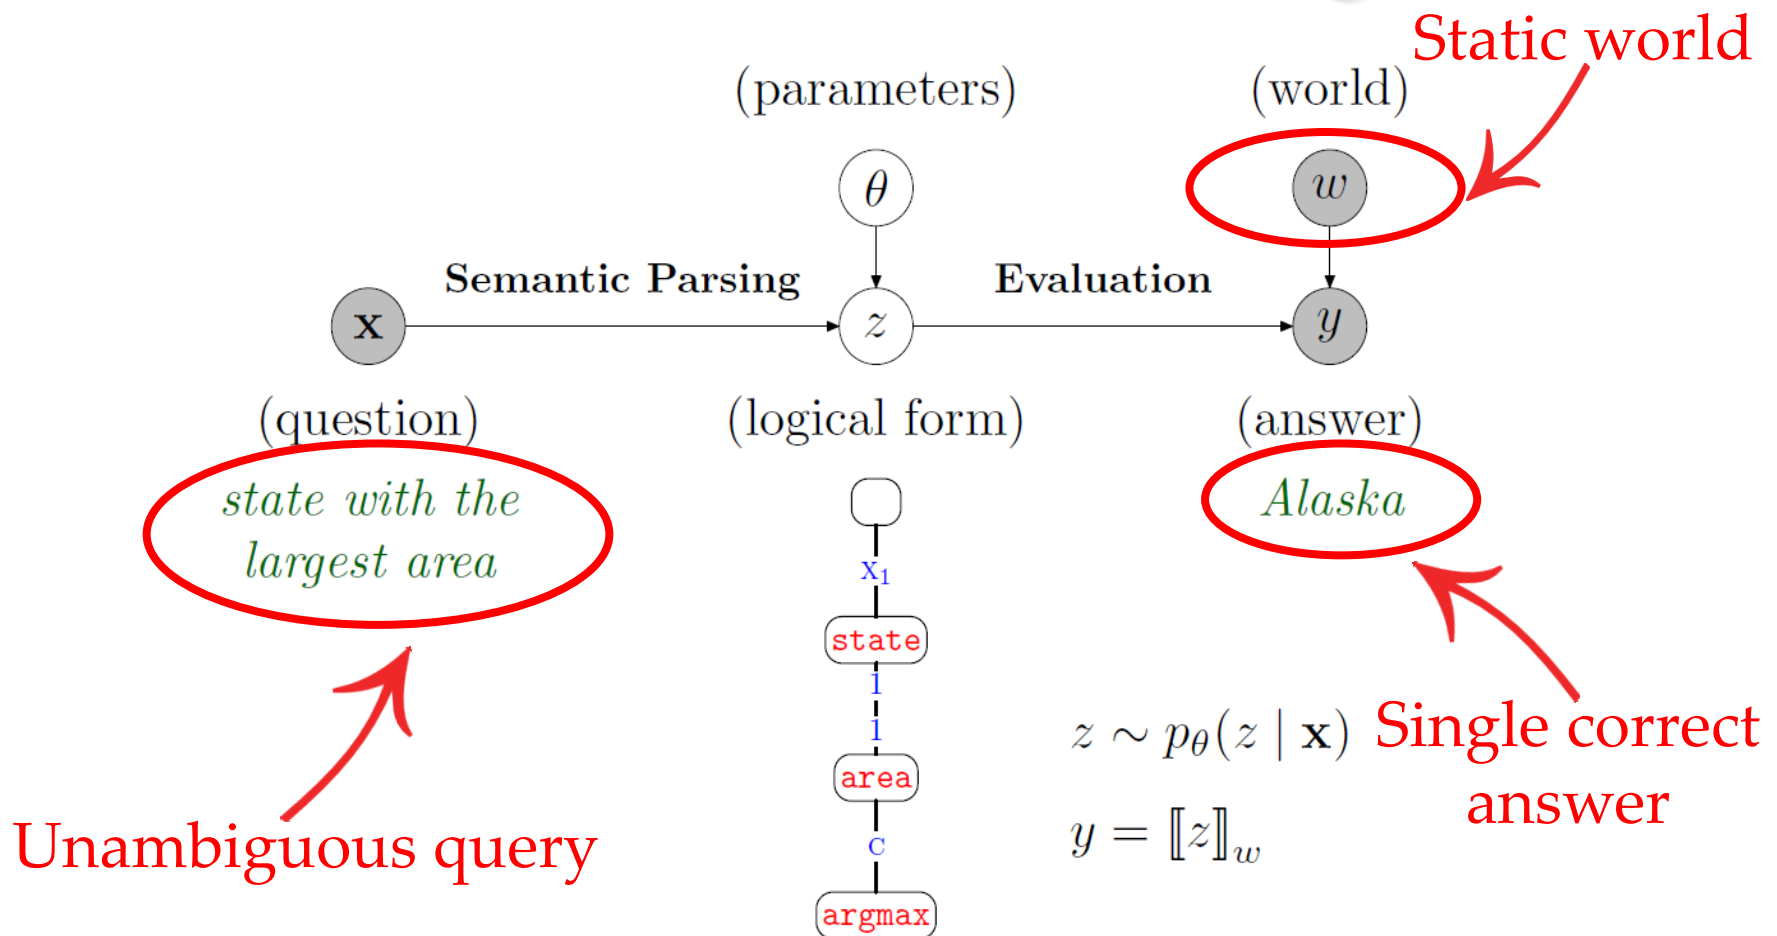 Static world
(parameters)
(world)
θ
w
Semantic Parsing
Evaluation
x
z
y
(question)
(logical form)
(answer)
state with the
largest area
Alaska
x₁
state
1
1
area
c
argmax
z ∼ pθ(z | x)
y = ⟦z⟧w
Single correct
answer
Unambiguous query